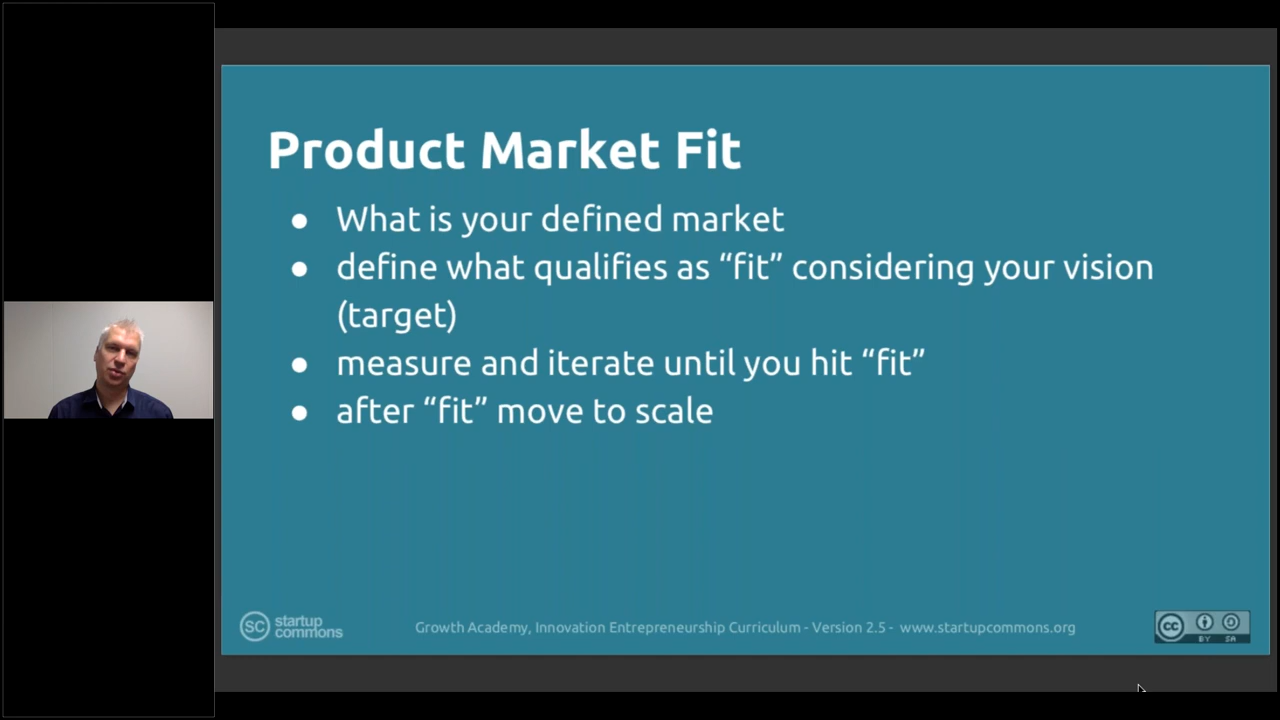 Product Market Fit
● What is your defined market
● define what qualifies as “fit” considering your vision
(target)
● measure and iterate until you hit “fit”
● after “fit” move to scale
SC startup
commons
Growth Academy, Innovation Entrepreneurship Curriculum - Version 2.5 - www.startupcommons.org
cc
BY SA